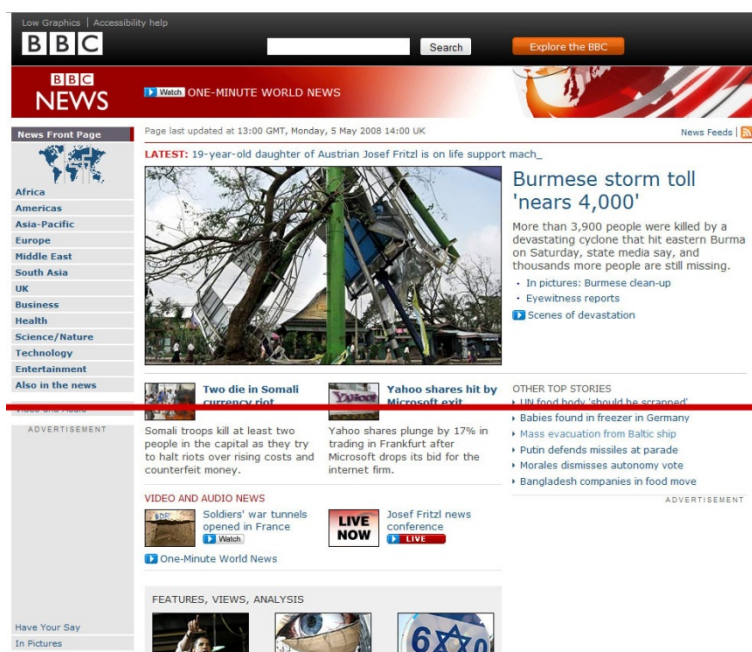 Low Graphics | Accessibility help
BBC
Search
Explore the BBC
BBC
NEWS
Watch ONE-MINUTE WORLD NEWS
News Front Page
Africa
Americas
Asia-Pacific
Europe
Middle East
South Asia
UK
Business
Health
Science/Nature
Technology
Entertainment
Also in the news
Video and Audio
ADVERTISEMENT
Have Your Say
In Pictures
Page last updated at 13:00 GMT, Monday, 5 May 2008 14:00 UK
News Feeds |
LATEST: 19-year-old daughter of Austrian Josef Fritzl is on life support mach_
Burmese storm toll
'nears 4,000'
More than 3,900 people were killed by a
devastating cyclone that hit eastern Burma
on Saturday, state media say, and
thousands more people are still missing.
In pictures: Burmese clean-up
Eyewitness reports
Scenes of devastation
Two die in Somali
currency riot
Somali troops kill at least two
people in the capital as they try
to halt riots over rising costs and
counterfeit money.
YAHOO!
Yahoo shares hit by
Microsoft exit
Yahoo shares plunge by 17% in
trading in Frankfurt after
Microsoft drops its bid for the
internet firm.
OTHER TOP STORIES
UN food body 'should be scrapped'
Babies found in freezer in Germany
Mass evacuation from Baltic ship
Putin defends missiles at parade
Morales dismisses autonomy vote
Bangladesh companies in food move
ADVERTISEMENT
VIDEO AND AUDIO NEWS
Soldiers' war tunnels
opened in France
Watch
LIVE
NOW
Josef Fritzl news
conference
LIVE
One-Minute World News
FEATURES, VIEWS, ANALYSIS